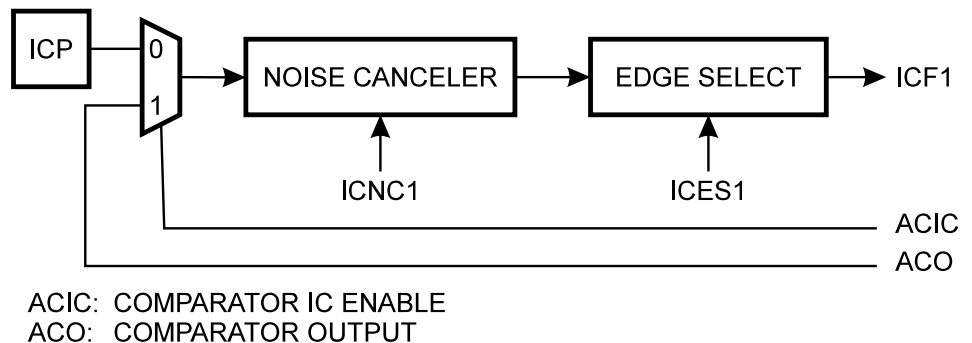 ICP
0
1
NOISE CANCELER
EDGE SELECT
ICF1
ICNC1
ICES1
ACIC
ACO
ACIC: COMPARATOR IC ENABLE
ACO: COMPARATOR OUTPUT